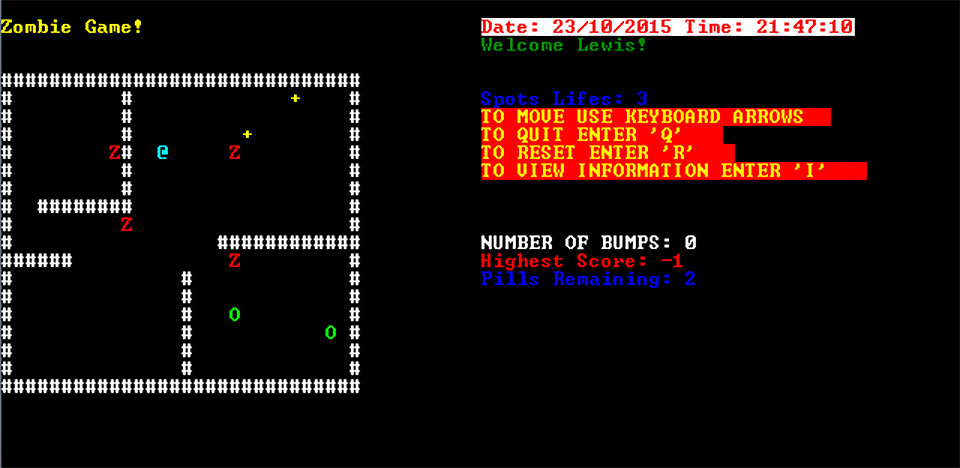 Zombie Game!
##############################
#         #             +    #
#         #                  #
#         #         +        #
#        Z#  @     Z         #
#         #                  #
#         #                  #
#  ########                  #
#         Z                  #
#                 ############
######             Z         #
#              #             #
#              #             #
#              #   O         #
#              #           O #
#              #             #
#              #             #
##############################
Date: 23/10/2015 Time: 21:47:10
Welcome Lewis!
Spots Lifes: 3
TO MOVE USE KEYBOARD ARROWS
TO QUIT ENTER 'Q'
TO RESET ENTER 'R'
TO VIEW INFORMATION ENTER 'I'
NUMBER OF BUMPS: 0
Highest Score: -1
Pills Remaining: 2